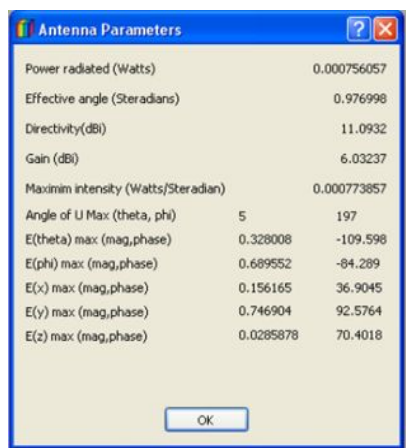 Antenna Parameters
Power radiated (Watts) 0.000756057
Effective angle (Steradians) 0.976998
Directivity(dBi) 11.0932
Gain (dBi) 6.03237
Maximim intensity (Watts/Steradian) 0.000773857
Angle of U Max (theta, phi) 5 197
E(theta) max (mag,phase) 0.328008 -109.598
E(phi) max (mag,phase) 0.689552 -84.289
E(x) max (mag,phase) 0.156165 36.9045
E(y) max (mag,phase) 0.746904 92.5764
E(z) max (mag,phase) 0.0285878 70.4018
OK